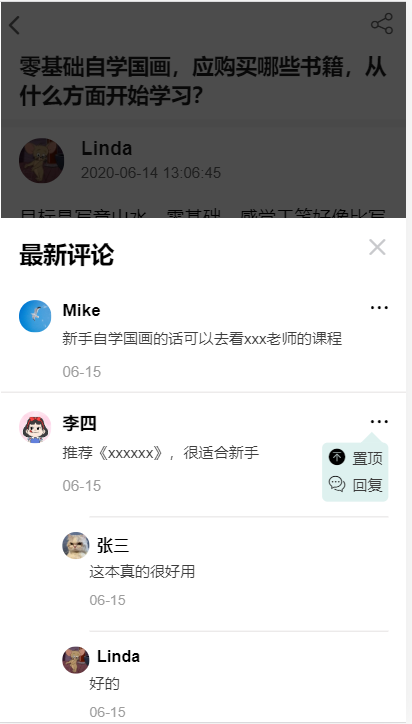 零基础自学国画，应购买哪些书籍，从
什么方面开始学习？
Linda
2020-06-14 13:06:45
目标是写意山水，零基础，感觉工笔好像比写
最新评论
Mike
新手自学国画的话可以去看xxx老师的课程
06-15
李四
推荐《xxxxxx》，很适合新手
06-15
置顶
回复
张三
这本真的很好用
06-15
Linda
好的
06-15